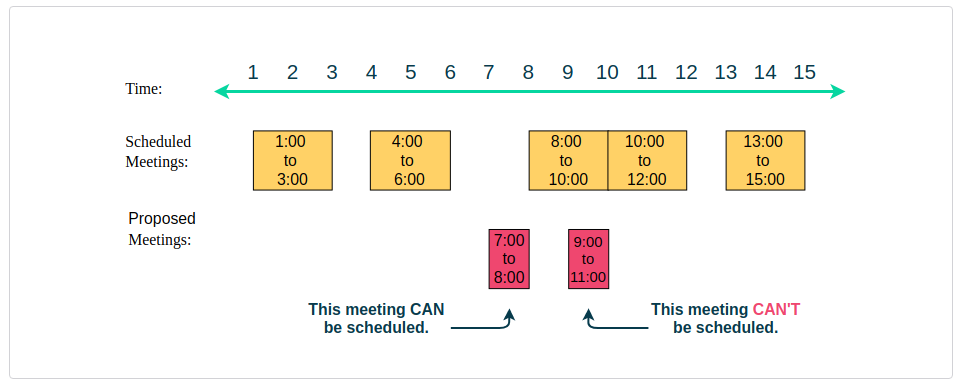 1 2 3 4 5 6 7 8 9 10 11 12 13 14 15
Time:
Scheduled
Meetings:
1:00
to
3:00
4:00
to
6:00
8:00
to
10:00
10:00
to
12:00
13:00
to
15:00
Proposed
Meetings:
7:00
to
8:00
9:00
to
11:00
This meeting CAN
be scheduled.
This meeting CAN'T
be scheduled.